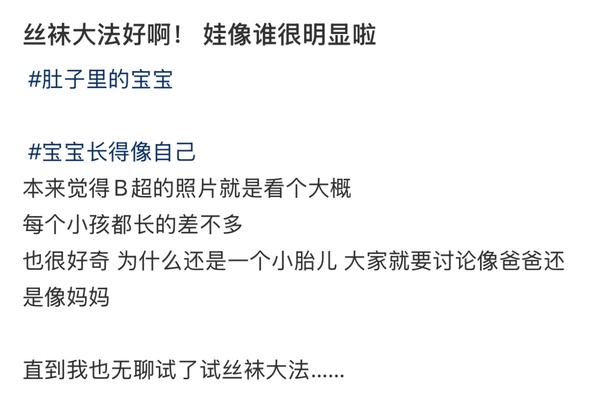 丝袜大法好啊！ 娃像谁很明显啦
#肚子里的宝宝
#宝宝长得像自己
本来觉得B超的照片就是看个大概
每个小孩都长的差不多
也很好奇 为什么还是一个小胎儿 大家就要讨论像爸爸还
是像妈妈
直到我也无聊试了试丝袜大法……